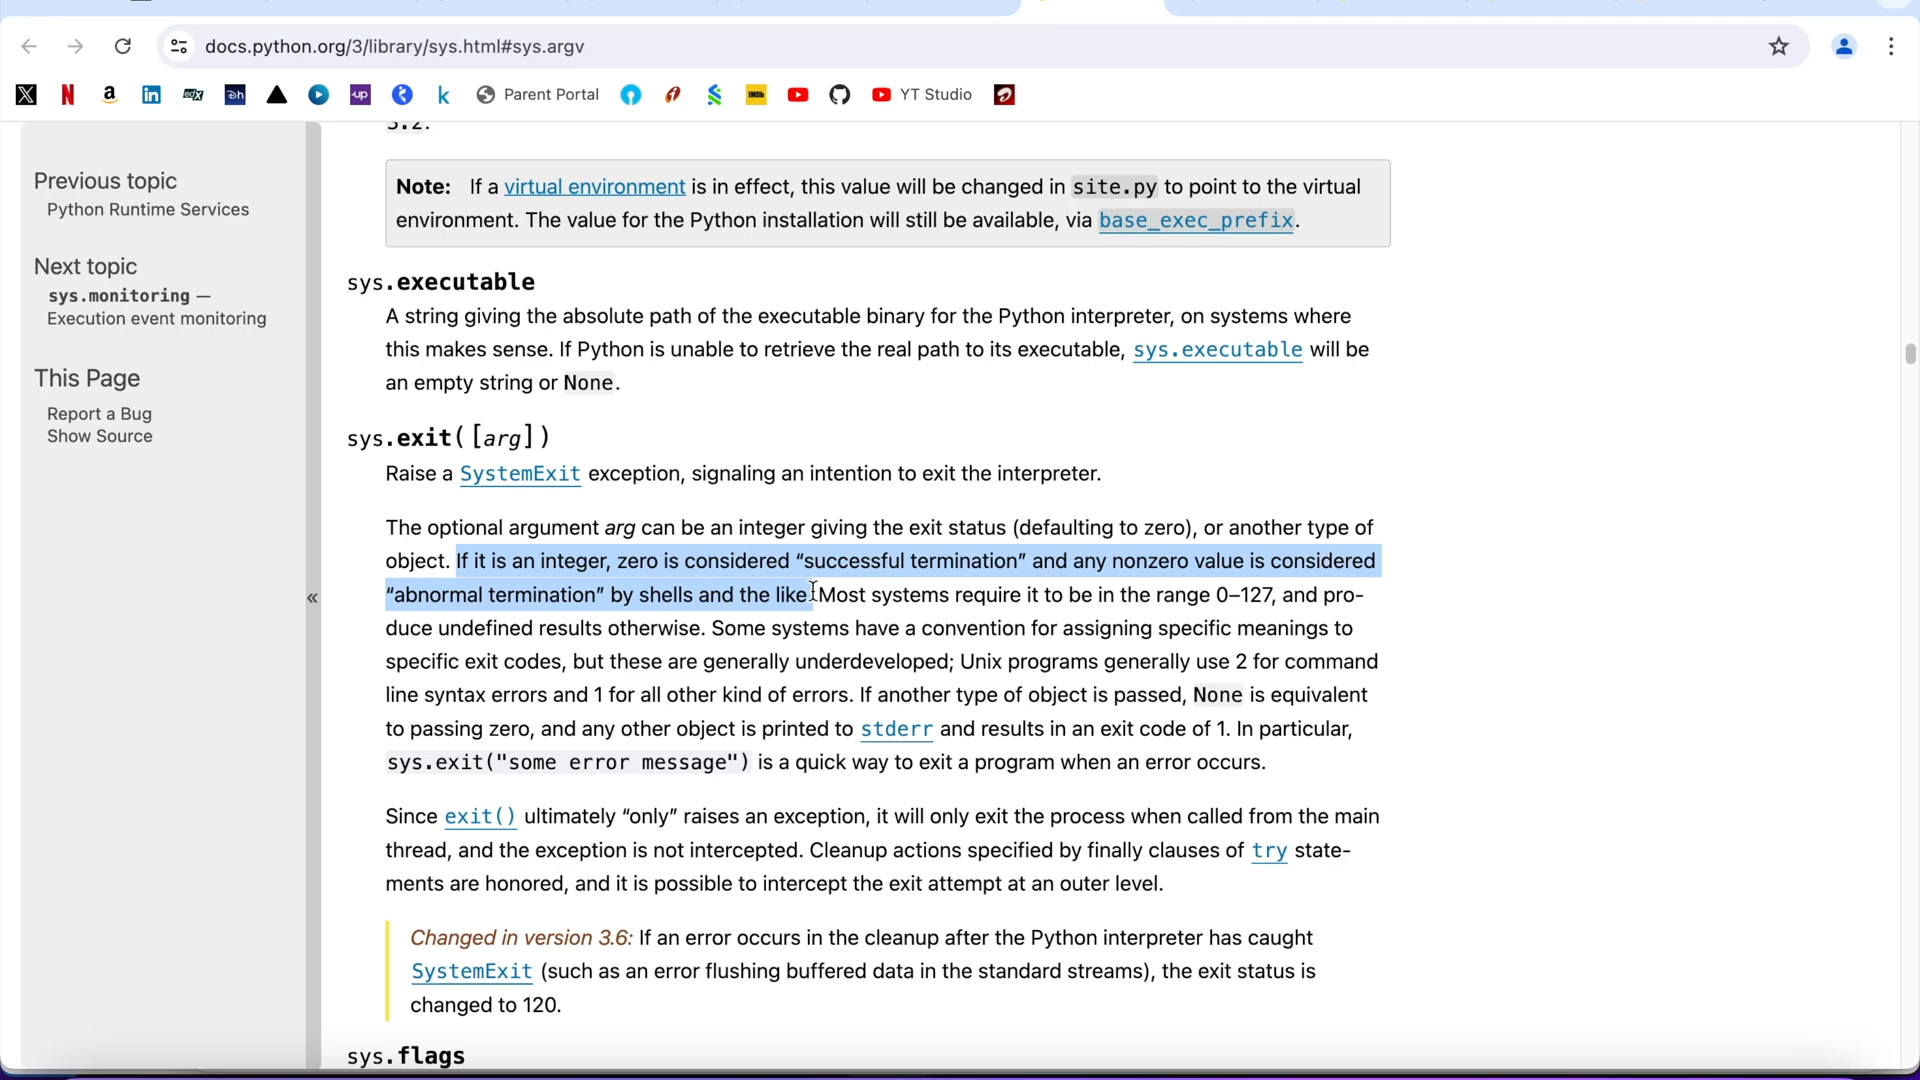 docs.python.org/3/library/sys.html#sys.argv
X N a in edX Dh up k Parent Portal IMDb YT Studio
3.2.
Previous topic
Python Runtime Services
Next topic
sys.monitoring —
Execution event monitoring
This Page
Report a Bug
Show Source
«
Note: If a virtual environment is in effect, this value will be changed in site.py to point to the virtual
environment. The value for the Python installation will still be available, via base_exec_prefix.
sys.executable
A string giving the absolute path of the executable binary for the Python interpreter, on systems where
this makes sense. If Python is unable to retrieve the real path to its executable, sys.executable will be
an empty string or None.
sys.exit([arg])
Raise a SystemExit exception, signaling an intention to exit the interpreter.
The optional argument arg can be an integer giving the exit status (defaulting to zero), or another type of
object. If it is an integer, zero is considered “successful termination” and any nonzero value is considered
“abnormal termination” by shells and the like. Most systems require it to be in the range 0–127, and pro-
duce undefined results otherwise. Some systems have a convention for assigning specific meanings to
specific exit codes, but these are generally underdeveloped; Unix programs generally use 2 for command
line syntax errors and 1 for all other kind of errors. If another type of object is passed, None is equivalent
to passing zero, and any other object is printed to stderr and results in an exit code of 1. In particular,
sys.exit("some error message") is a quick way to exit a program when an error occurs.
Since exit() ultimately “only” raises an exception, it will only exit the process when called from the main
thread, and the exception is not intercepted. Cleanup actions specified by finally clauses of try state-
ments are honored, and it is possible to intercept the exit attempt at an outer level.
Changed in version 3.6: If an error occurs in the cleanup after the Python interpreter has caught
SystemExit (such as an error flushing buffered data in the standard streams), the exit status is
changed to 120.
sys.flags